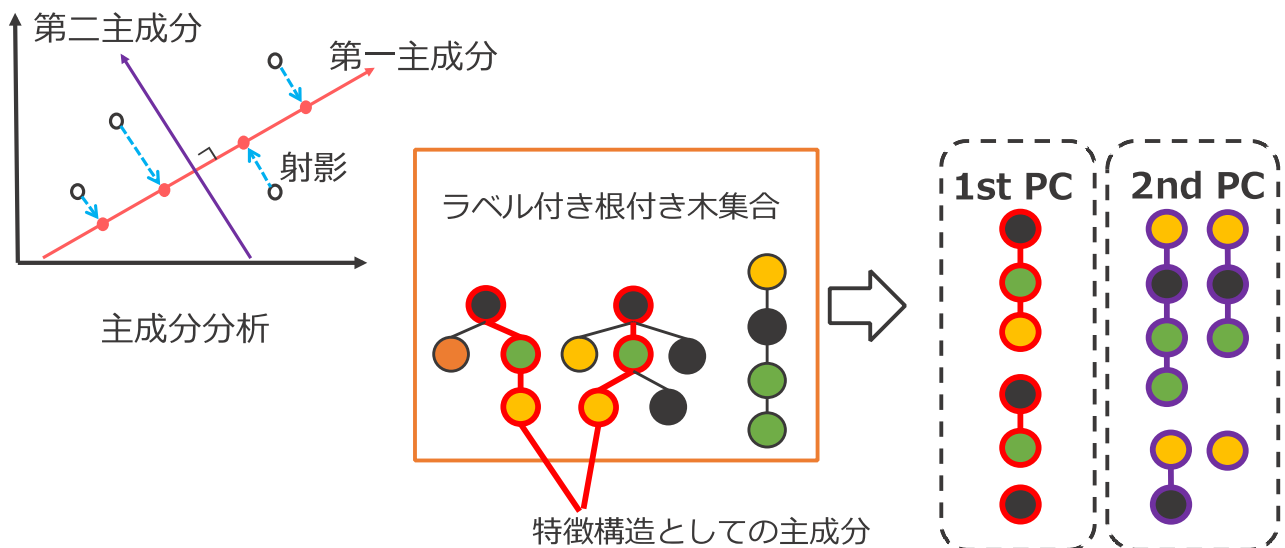 第二主成分
第一主成分
射影
主成分分析
ラベル付き根付き木集合
特徴構造としての主成分
1st PC
2nd PC